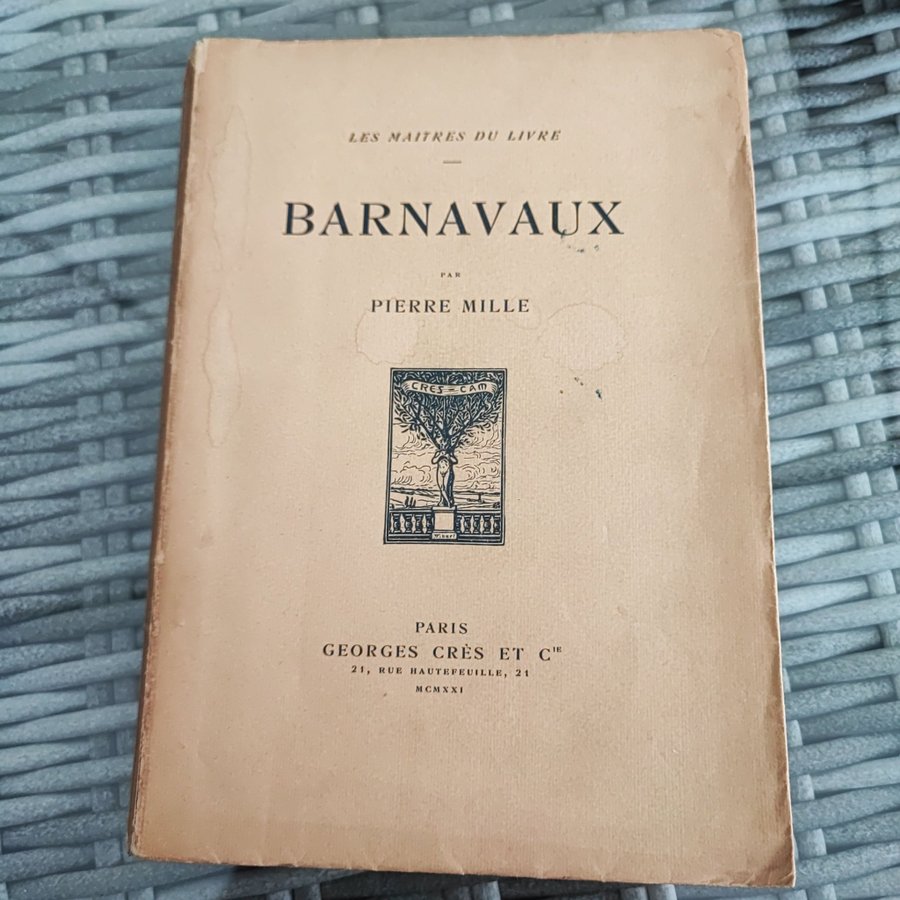 LES MAITRES DU LIVRE
BARNAVAUX
PAR
PIERRE MILLE
CRES = CAM
PARIS
GEORGES CRÈS ET Cᴵᴱ
21, RUE HAUTEFEUILLE, 21
MCMXXI